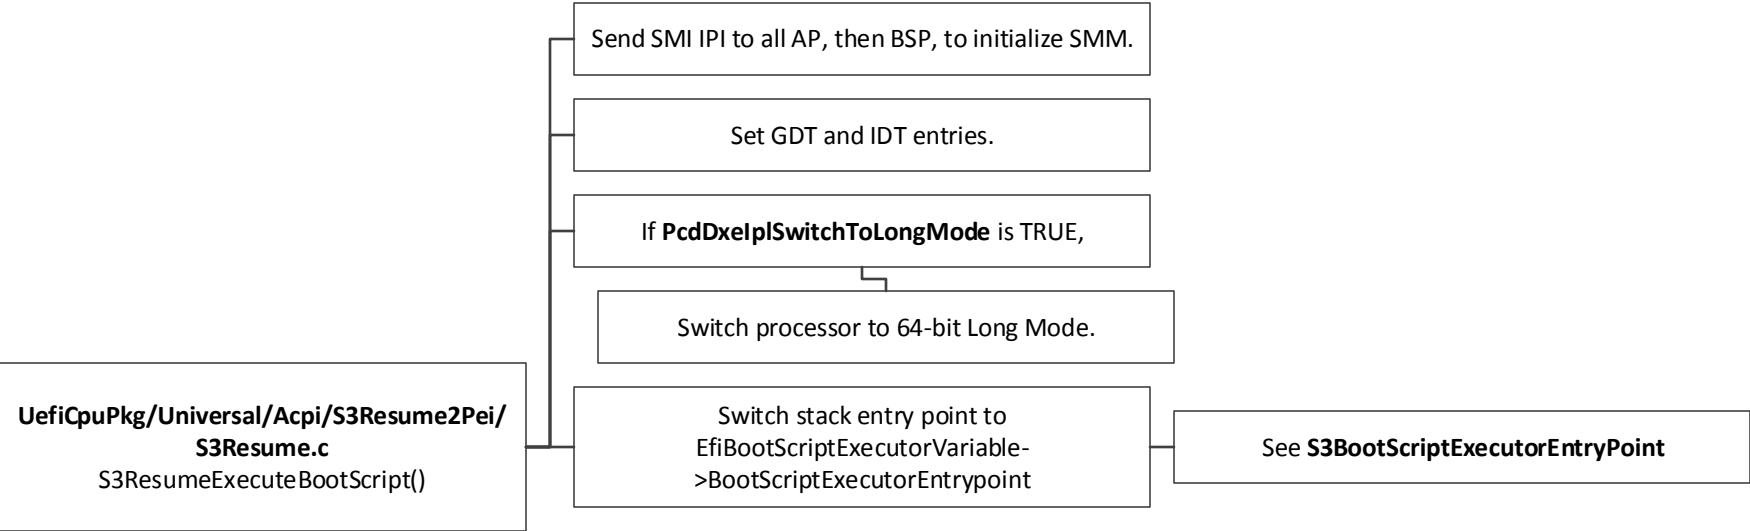 Send SMI IPI to all AP, then BSP, to initialize SMM.
Set GDT and IDT entries.
If PcdDxeIplSwitchToLongMode is TRUE,
Switch processor to 64-bit Long Mode.
UefiCpuPkg/Universal/Acpi/S3Resume2Pei/
S3Resume.c
S3ResumeExecuteBootScript()
Switch stack entry point to
EfiBootScriptExecutorVariable-
>BootScriptExecutorEntrypoint
See S3BootScriptExecutorEntryPoint